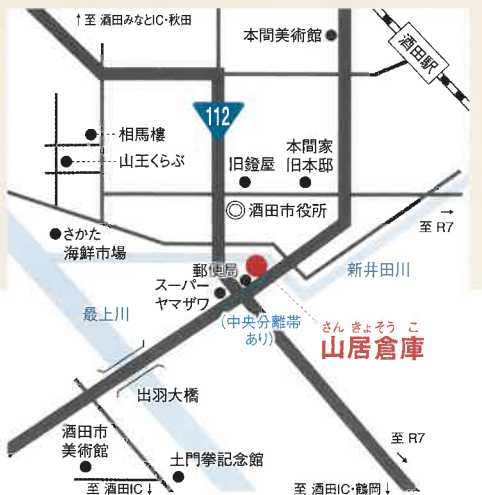 ↑至 酒田みなとIC・秋田
本間美術館
酒田駅
112
相馬樓
山王くらぶ
旧鐙屋
本間家
旧本邸
酒田市役所
至 R7
→
さかた
海鮮市場
郵便局
スーパー
ヤマザワ
新井田川
最上川
(中央分離帯
あり)
さんきょそうこ
山居倉庫
出羽大橋
酒田市
美術館
土門拳記念館
至 R7
至 酒田IC↓
至 酒田IC・鶴岡↓